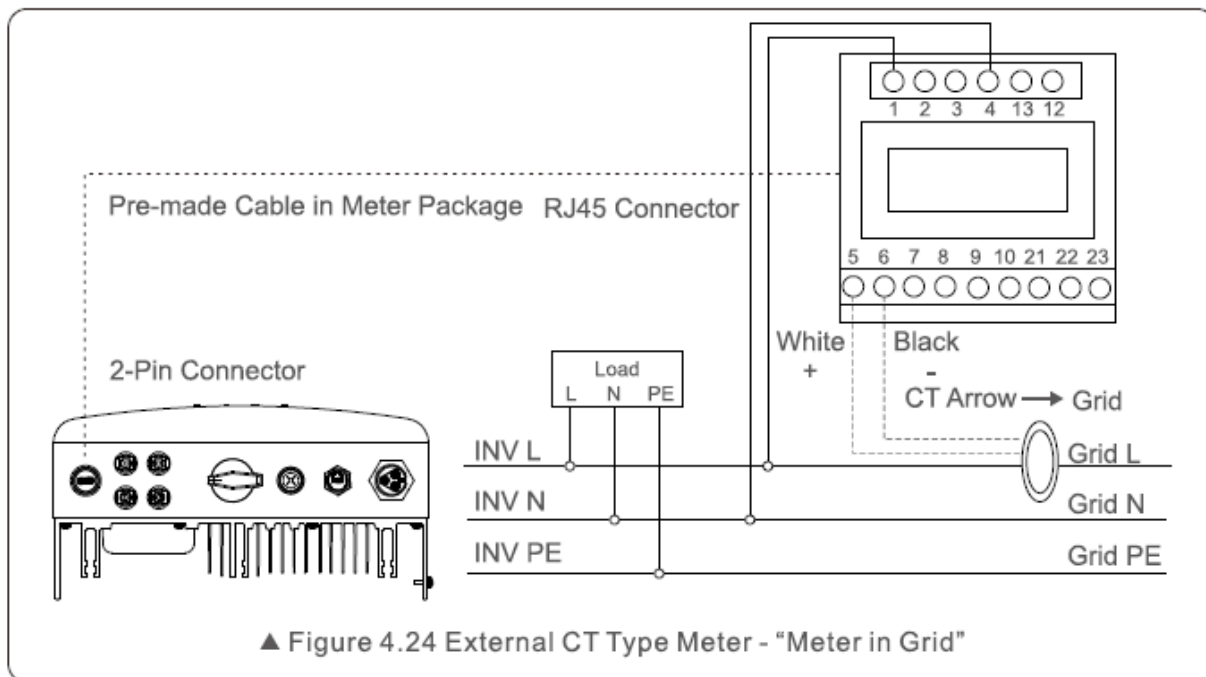 1 2 3 4 13 12
Pre-made Cable in Meter Package RJ45 Connector
5 6 7 8 9 10 21 22 23
White Black
+ -
2-Pin Connector
Load
L N PE
CT Arrow → Grid
INV L Grid L
INV N Grid N
INV PE Grid PE
▲ Figure 4.24 External CT Type Meter - “Meter in Grid”